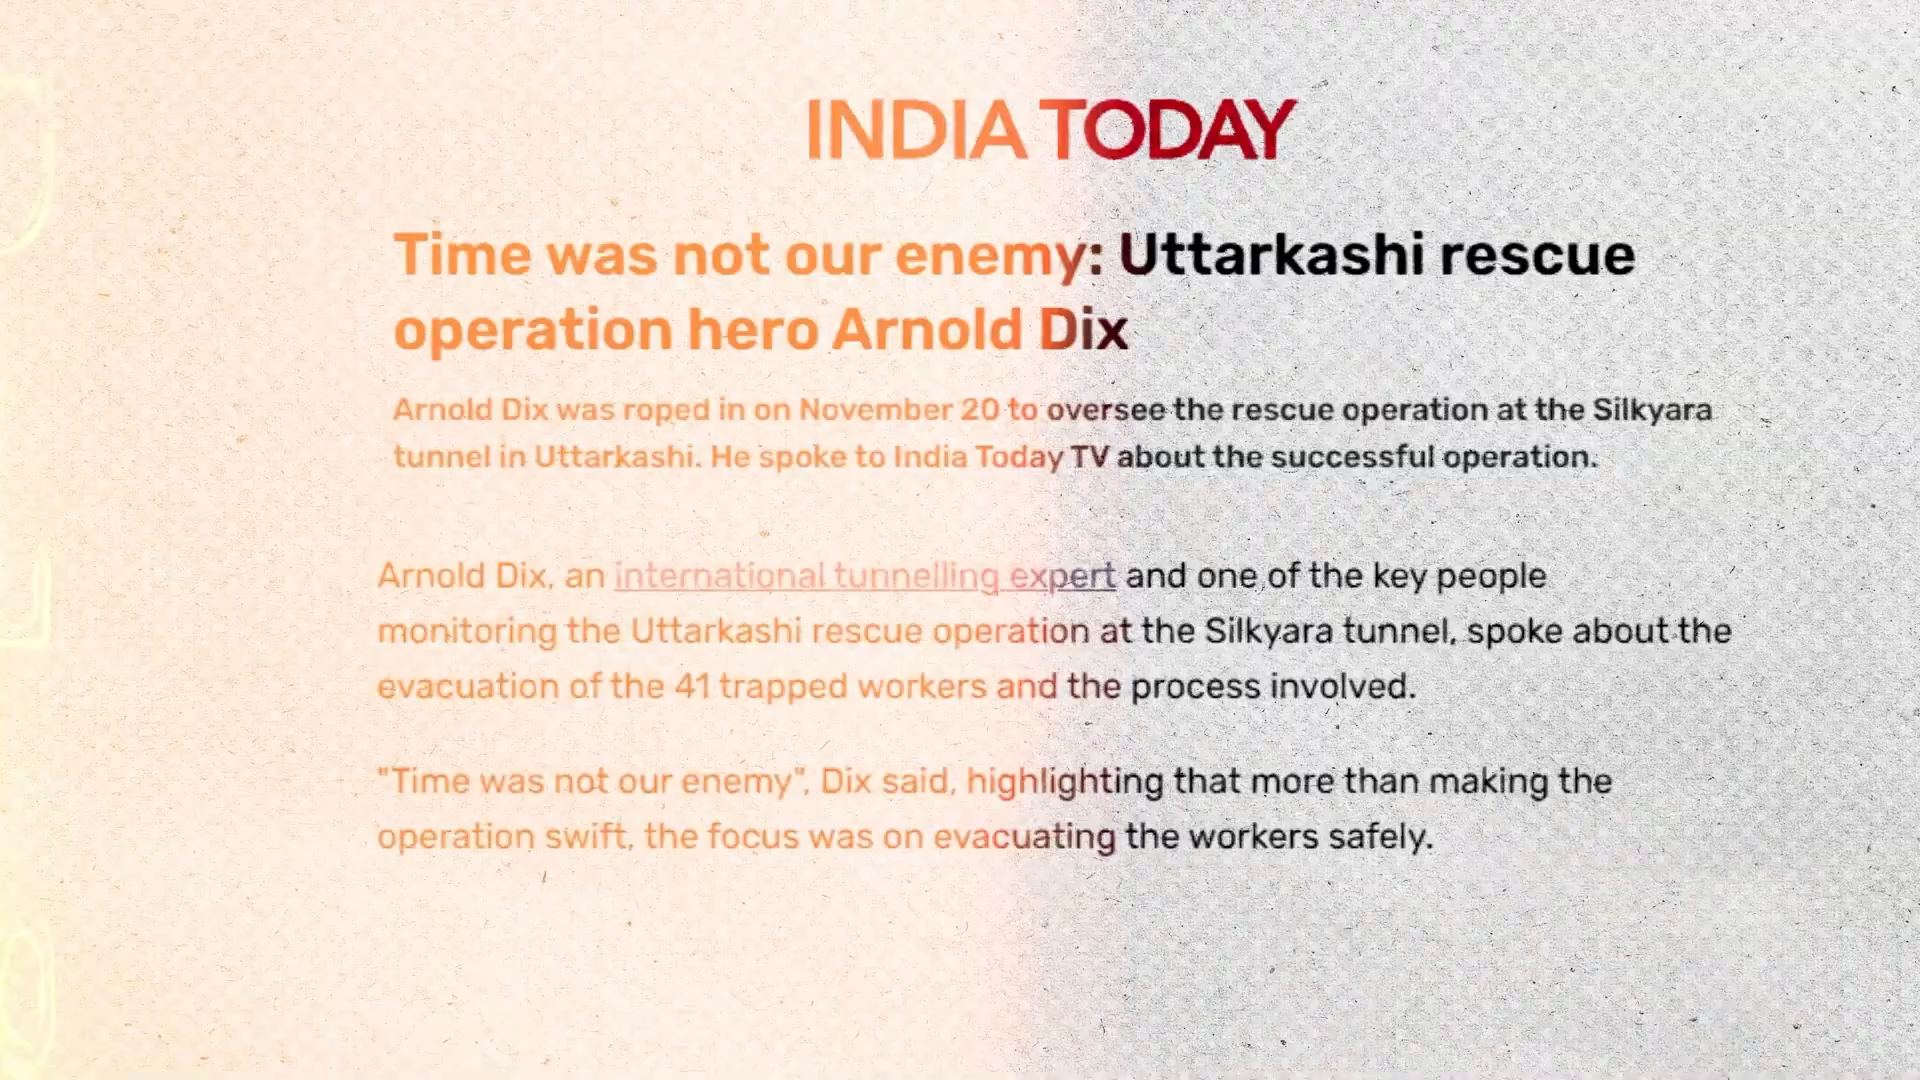 INDIA TODAY
Time was not our enemy: Uttarkashi rescue
operation hero Arnold Dix
Arnold Dix was roped in on November 20 to oversee the rescue operation at the Silkyara
tunnel in Uttarkashi. He spoke to India Today TV about the successful operation.
Arnold Dix, an international tunnelling expert and one of the key people
monitoring the Uttarkashi rescue operation at the Silkyara tunnel, spoke about the
evacuation of the 41 trapped workers and the process involved.
"Time was not our enemy", Dix said, highlighting that more than making the
operation swift, the focus was on evacuating the workers safely.